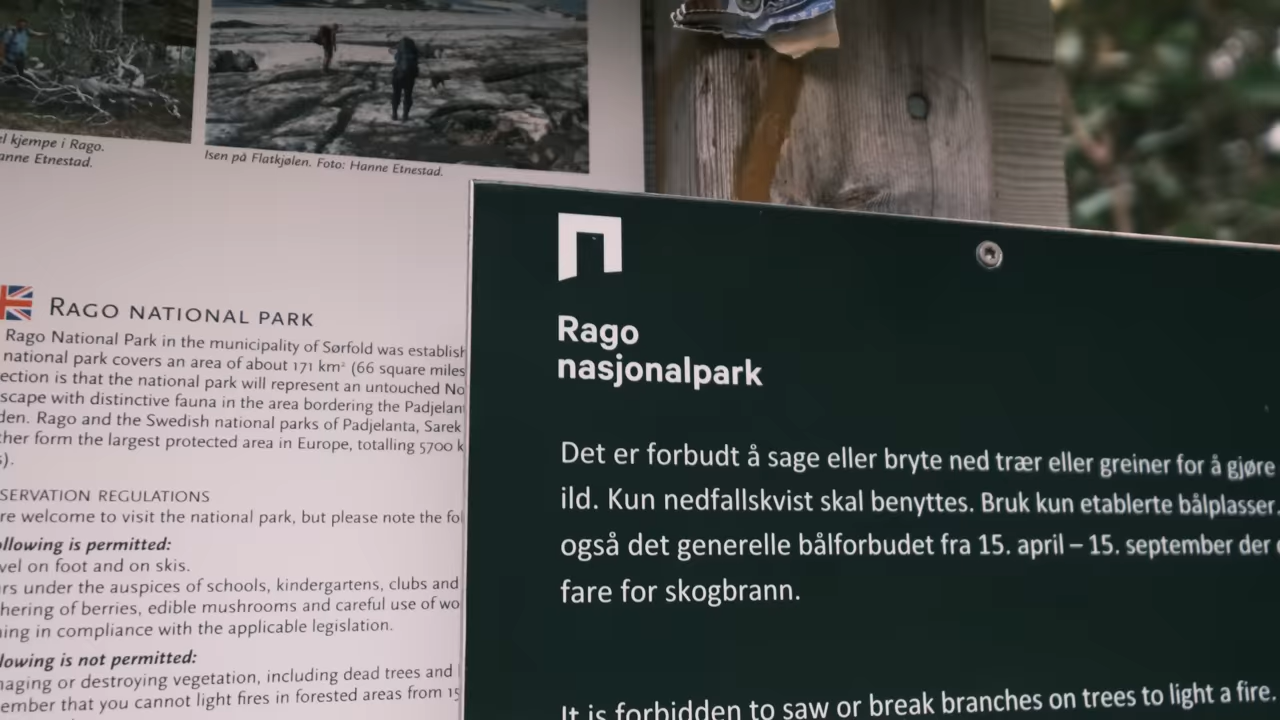 kjempe i Rago.
anne Etnestad.
Isen på Flatkjølen. Foto: Hanne Etnestad.
RAGO NATIONAL PARK
Rago National Park in the municipality of Sørfold was establish
national park covers an area of about 171 km² (66 square miles
ection is that the national park will represent an untouched No
scape with distinctive fauna in the area bordering the Padjelan
den. Rago and the Swedish national parks of Padjelanta, Sarek
ther form the largest protected area in Europe, totalling 5700 k
s).
SERVATION REGULATIONS
re welcome to visit the national park, but please note the fol
ollowing is permitted:
vel on foot and on skis.
rs under the auspices of schools, kindergartens, clubs and
hering of berries, edible mushrooms and careful use of wo
ing in compliance with the applicable legislation.
lowing is not permitted:
maging or destroying vegetation, including dead trees and
ember that you cannot light fires in forested areas from 15
Rago
nasjonalpark
Det er forbudt å sage eller bryte ned trær eller greiner for å gjøre
ild. Kun nedfallskvist skal benyttes. Bruk kun etablerte bålplasser.
også det generelle bålforbudet fra 15. april – 15. september der
fare for skogbrann.
It is forbidden to saw or break branches on trees to light a fire.